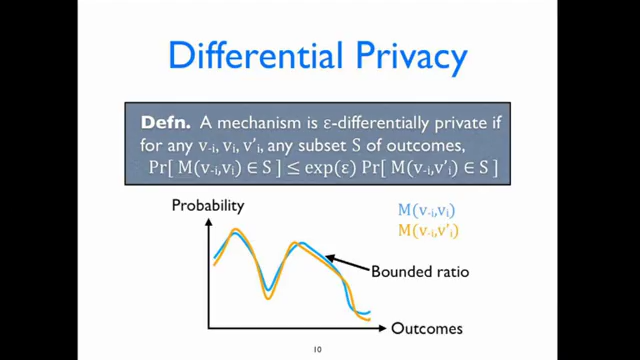 Differential Privacy
Defn. A mechanism is ε-differentially private if
for any v₋ᵢ, vᵢ, v'ᵢ, any subset S of outcomes,
Pr[ M(v₋ᵢ,vᵢ) ∈ S ] ≤ exp(ε) Pr[ M(v₋ᵢ,v'ᵢ) ∈ S ]
Probability
M(v₋ᵢ,vᵢ)
M(v₋ᵢ,v'ᵢ)
Bounded ratio
Outcomes
10